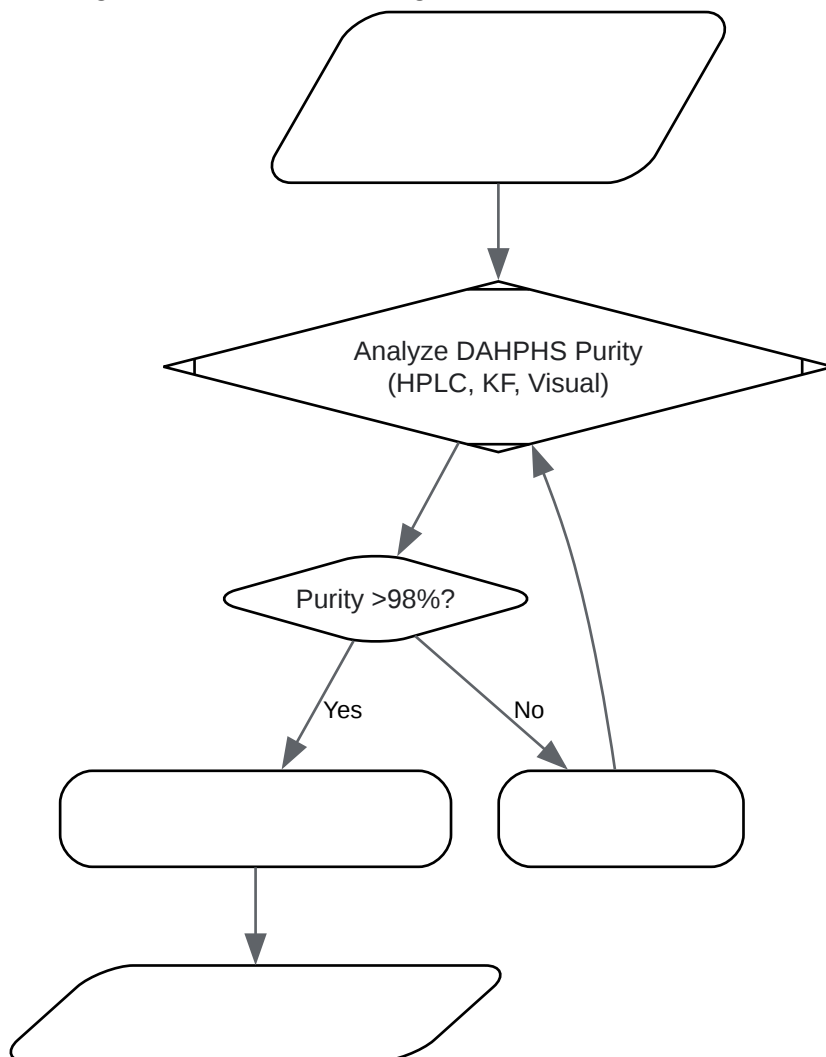 Analyze DAHPHS Purity
(HPLC, KF, Visual)
Purity >98%?
Yes
No